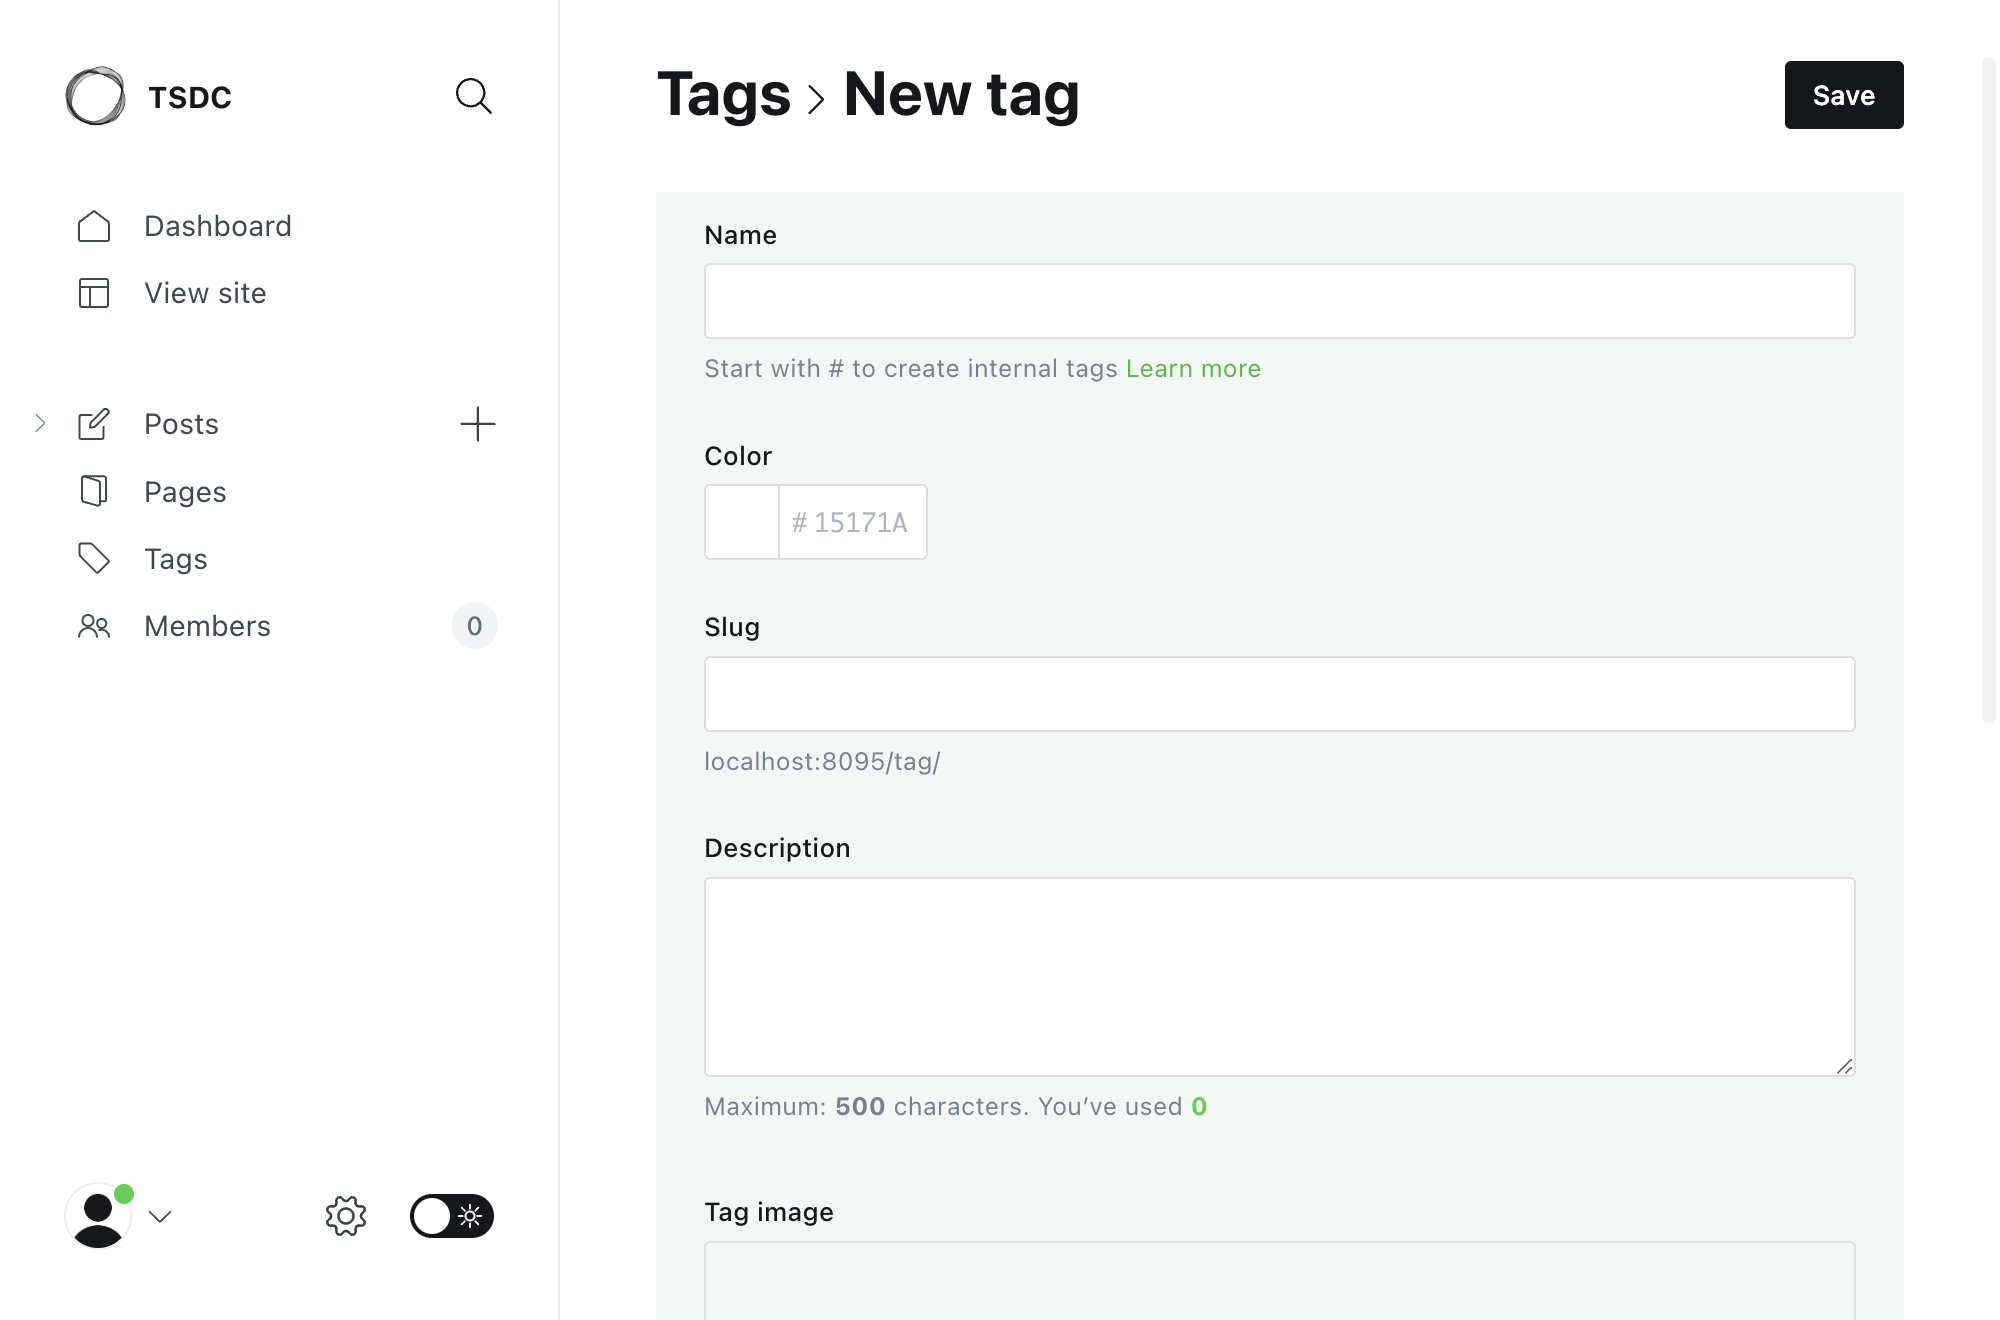 TSDC
Dashboard
View site
Posts
Pages
Tags
Members
0
Tags > New tag
Save
Name
Start with # to create internal tags Learn more
Color
# 15171A
Slug
localhost:8095/tag/
Description
Maximum: 500 characters. You’ve used 0
Tag image